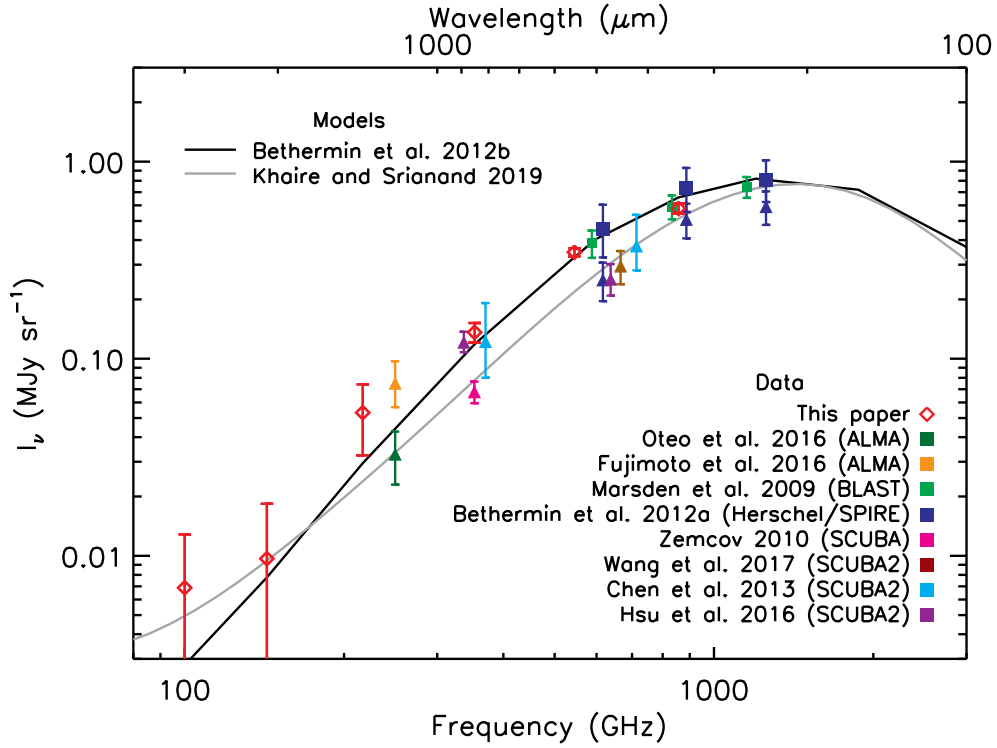 Wavelength (μm)
1000 100
Models
Bethermin et al. 2012b
Khaire and Srianand 2019
1.00
0.10
0.01
I_ν (MJy sr⁻¹)
Data
This paper
Oteo et al. 2016 (ALMA)
Fujimoto et al. 2016 (ALMA)
Marsden et al. 2009 (BLAST)
Bethermin et al. 2012a (Herschel/SPIRE)
Zemcov 2010 (SCUBA)
Wang et al. 2017 (SCUBA2)
Chen et al. 2013 (SCUBA2)
Hsu et al. 2016 (SCUBA2)
100 1000
Frequency (GHz)